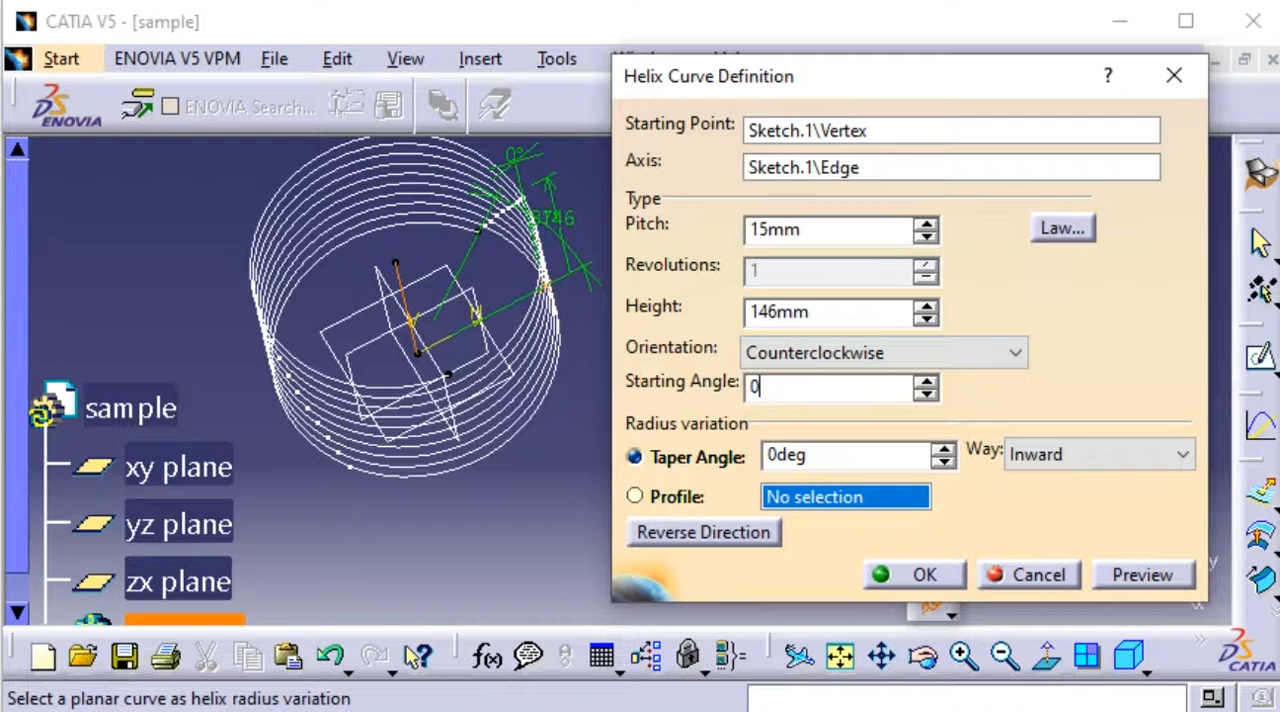 CATIA V5 - [sample]
Start ENOVIA V5 VPM File Edit View Insert Tools
ENOVIA
ENOVIA Search...
Helix Curve Definition
?
Starting Point: Sketch.1\Vertex
Axis: Sketch.1\Edge
Type
Pitch: 15mm Law...
Revolutions: 1
Height: 146mm
Orientation: Counterclockwise
Starting Angle: 0
Radius variation
Taper Angle: 0deg Way: Inward
Profile: No selection
Reverse Direction
OK Cancel Preview
0°
V
H
sample
xy plane
yz plane
zx plane
y
f(x)
CATIA
Select a planar curve as helix radius variation